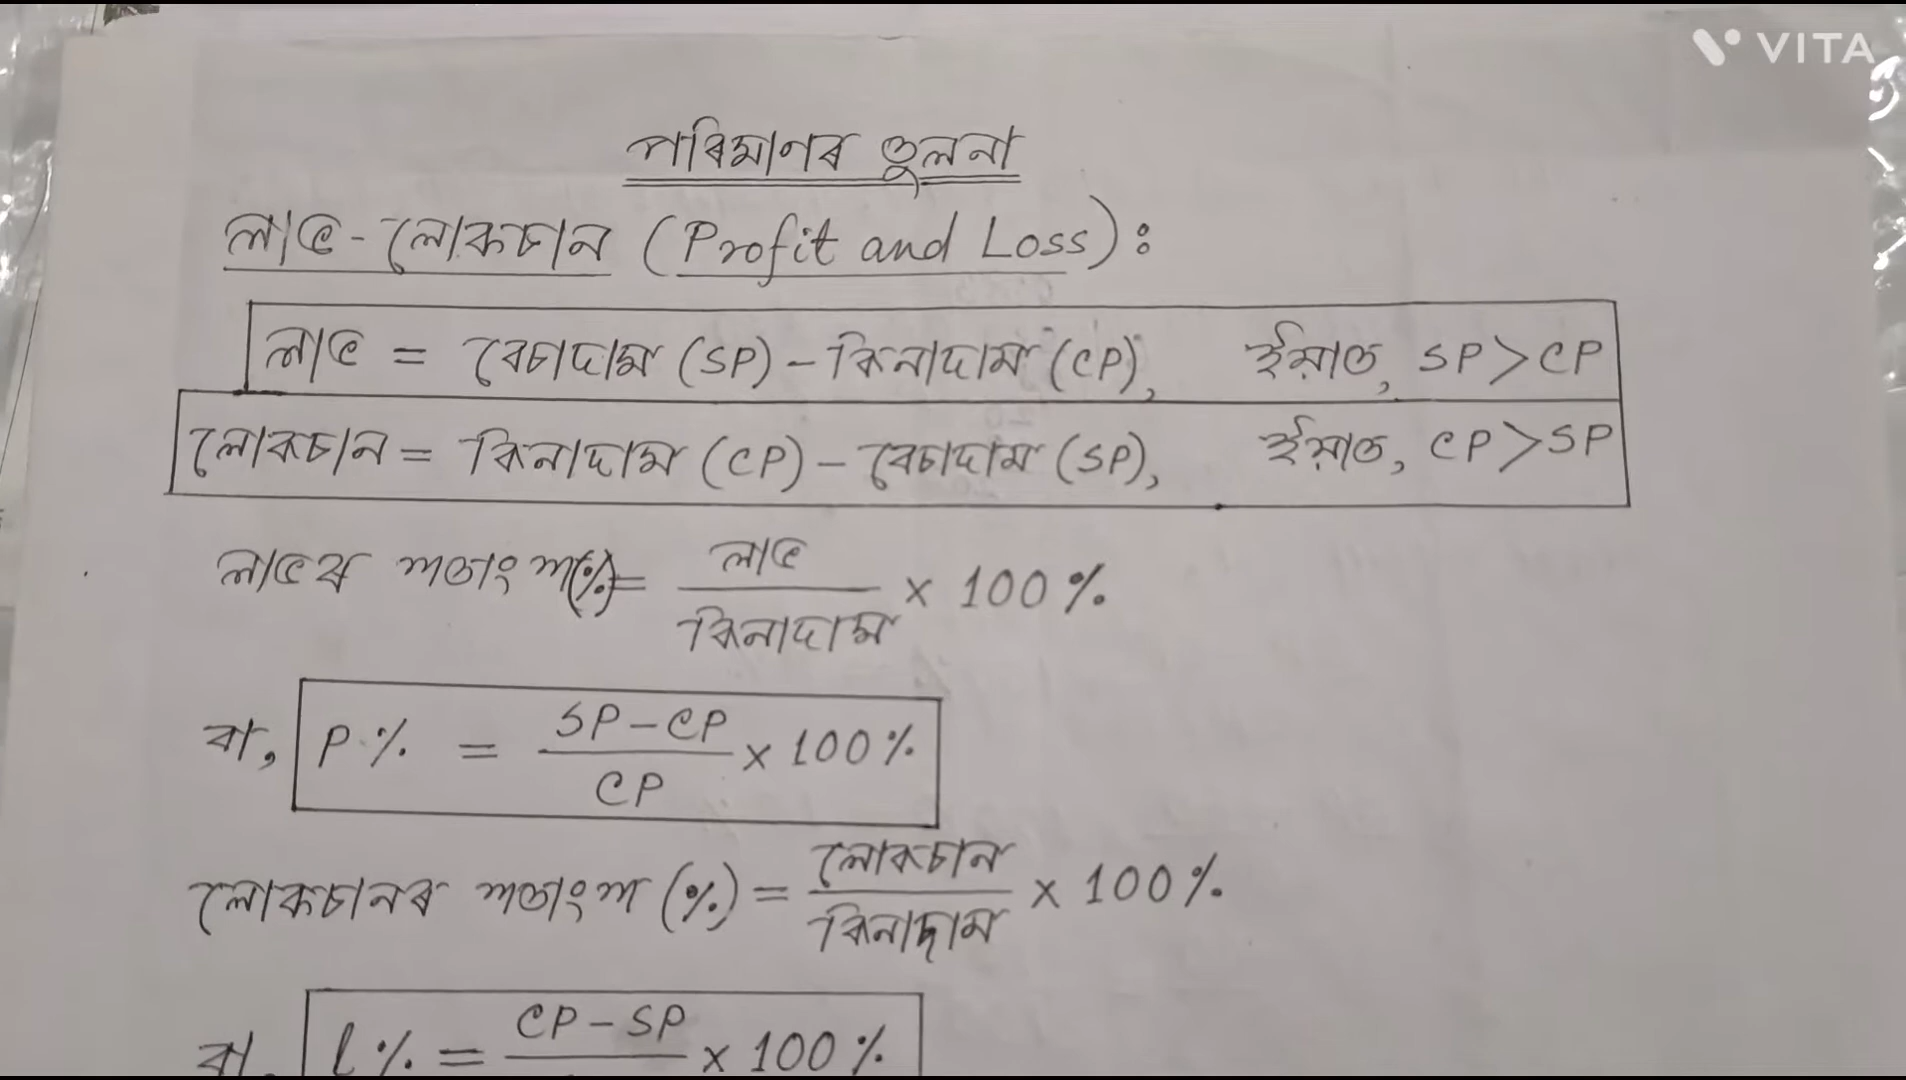 VITA
পৰিমাণৰ তুলনা
লাভ-লোকচান (Profit and Loss):
লাভ = বেচাদাম (SP) - কিনাদাম (CP), ইয়াত, SP > CP
লোকচান = কিনাদাম (CP) - বেচাদাম (SP), ইয়াত, CP > SP
লাভৰ শতাংশ(%) = লাভ / কিনাদাম × 100 %
বা, P % = SP - CP / CP × 100 %
লোকচানৰ শতাংশ (%) = লোকচান / কিনাদাম × 100 %
বা, l % = CP - SP × 100 %